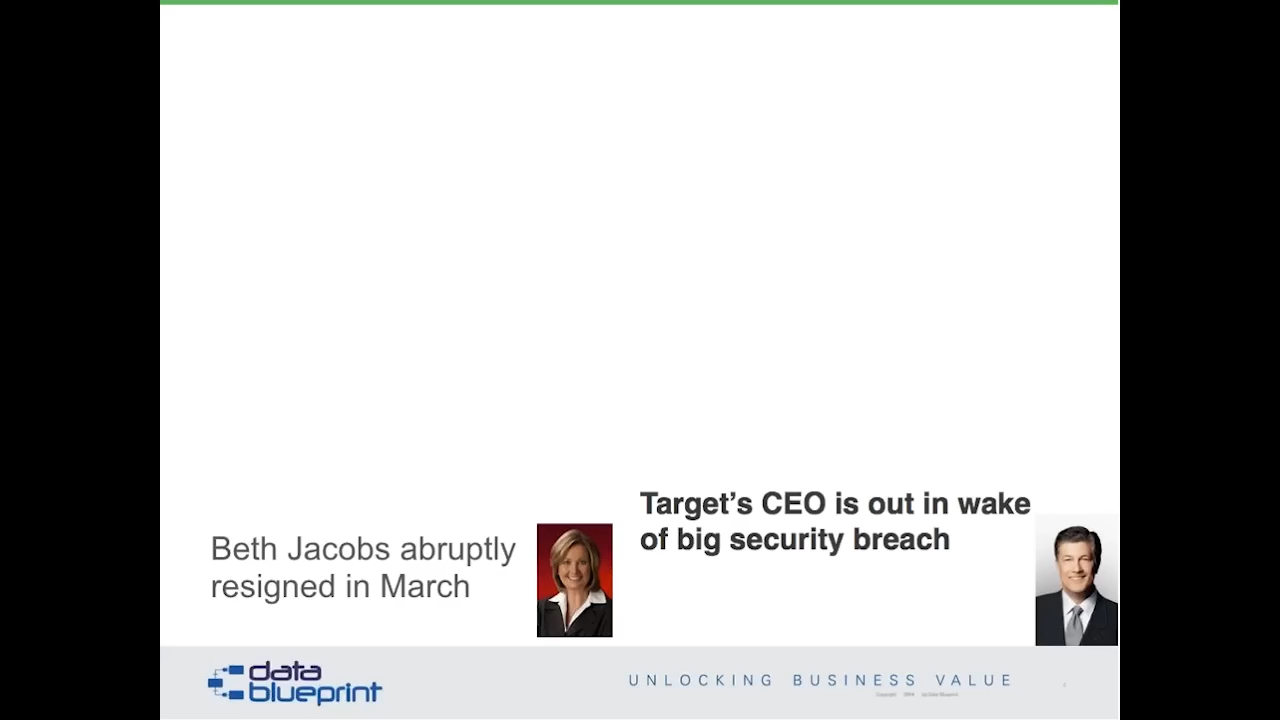 Target's CEO is out in wake
of big security breach
Beth Jacobs abruptly
resigned in March
data
blueprint
UNLOCKING BUSINESS VALUE